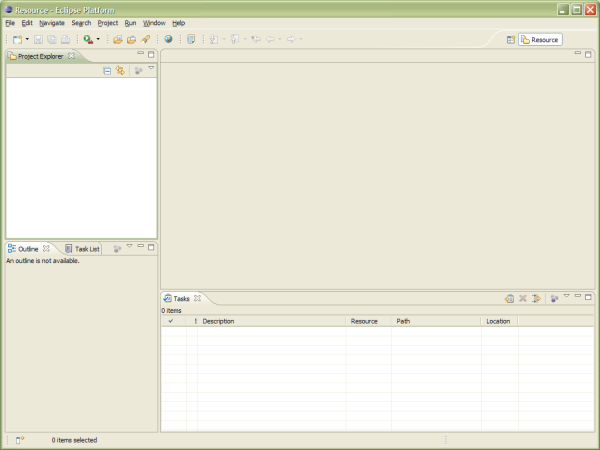 Resource - Eclipse Platform
File Edit Navigate Search Project Run Window Help
Resource
Project Explorer
Outline Task List
An outline is not available.
Tasks
0 items
! Description Resource Path Location
0 items selected